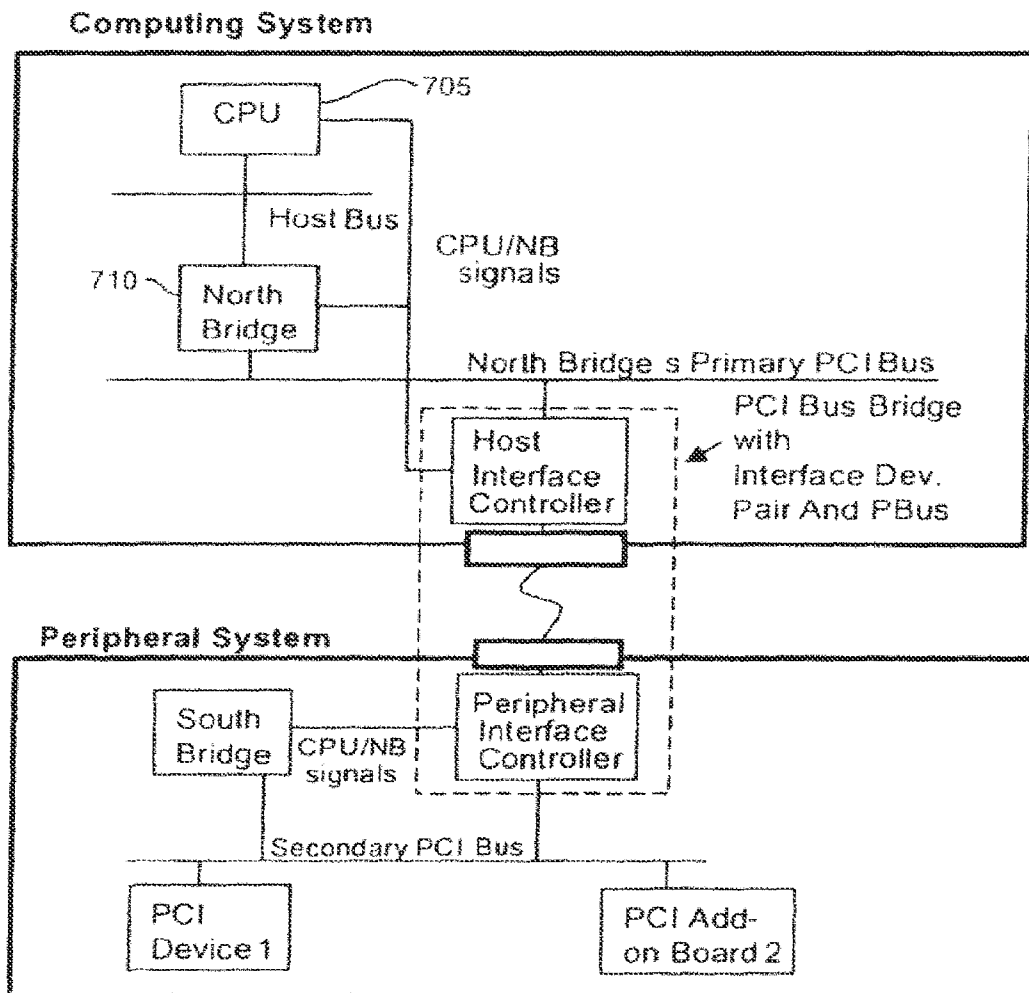 Computing System
705
CPU
Host Bus
CPU/NB
signals
710
North
Bridge
North Bridge s Primary PCI Bus
PCI Bus Bridge
with
Interface Dev.
Pair And PBus
Host
Interface
Controller
Peripheral System
South
Bridge
CPU/NB
signals
Peripheral
Interface
Controller
Secondary PCI Bus
PCI
Device 1
PCI Add-
on Board 2